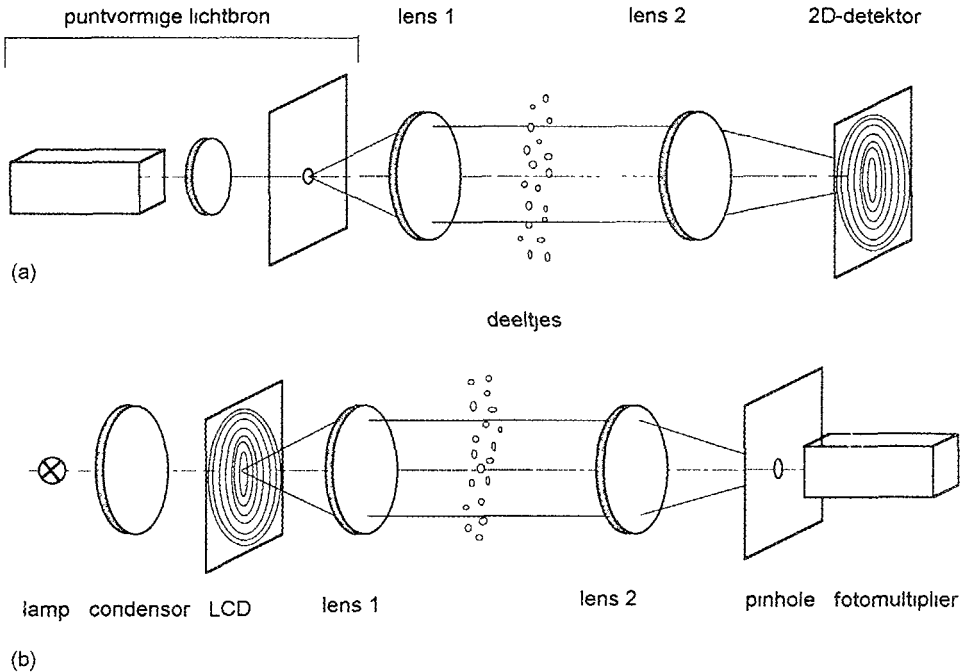 puntvormige lichtbron lens 1 lens 2 2D-detektor
(a)
deeltjes
lamp condensor LCD lens 1 lens 2 pinhole fotomultiplier
(b)